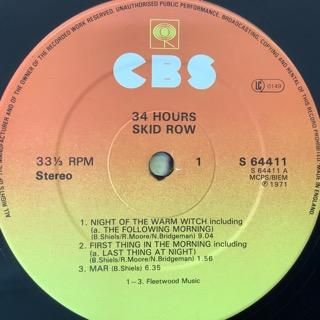 ALL RIGHTS OF THE MANUFACTURER AND OF THE OWNER OF THE RECORDED WORK RESERVED. UNAUTHORISED PUBLIC PERFORMANCE, BROADCASTING, COPYING AND RENTAL OF THIS RECORD PROHIBITED. MADE IN ENGLAND
CBS
LC 0149
34 HOURS
SKID ROW
33⅓ RPM
Stereo
1
S 64411
S 64411 A
MCPS/BIEM
℗ 1971
1. NIGHT OF THE WARM WITCH including
(a. THE FOLLOWING MORNING)
(B.Shiels/R.Moore/N.Bridgeman) 9.04
2. FIRST THING IN THE MORNING including
(a. LAST THING AT NIGHT)
(B.Shiels/R.Moore/N.Bridgeman) 1.56
3. MAR (B.Shiels) 6.35
1–3. Fleetwood Music